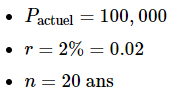 • P_actuel = 100,000
• r = 2% = 0.02
• n = 20 ans